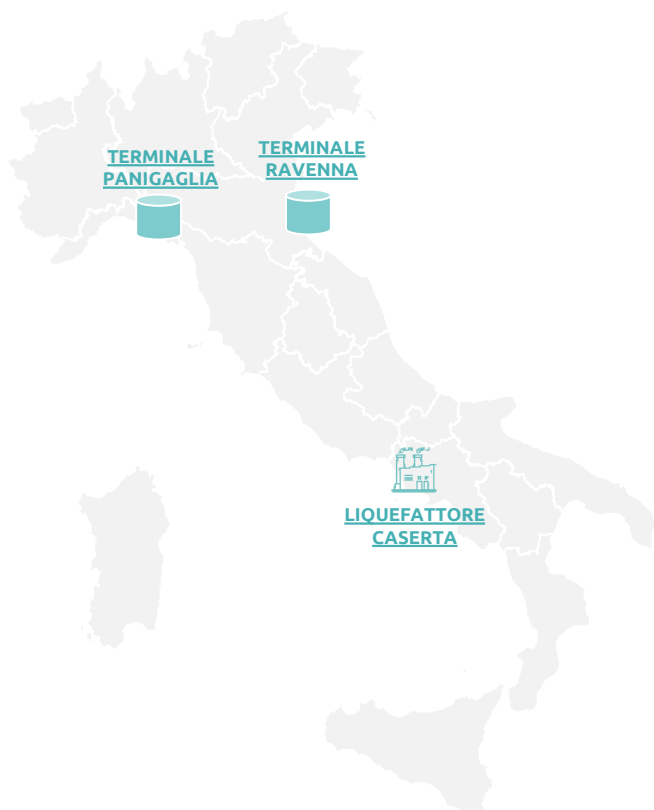 TERMINALE
PANIGAGLIA
TERMINALE
RAVENNA
LIQUEFATTORE
CASERTA